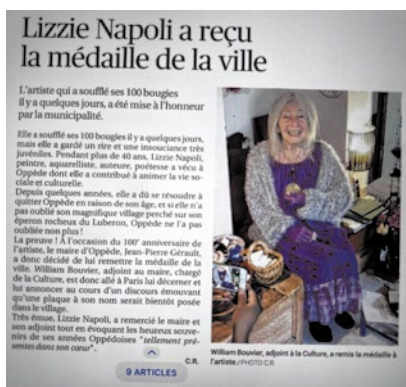 Lizzie Napoli a reçu
la médaille de la ville
L'artiste qui a soufflé ses 100 bougies
il y a quelques jours, a été mise à l'honneur
par la municipalité.
Elle a soufflé ses 100 bougies il y a quelques jours,
mais elle a gardé un rire et une insouciance très
juvéniles. Pendant plus de 40 ans, Lizzie Napoli,
peintre, aquarelliste, auteure, poétesse a vécu à
Oppède dont elle a contribué à animer la vie so-
ciale et culturelle.
Depuis quelques années, elle a dû se résoudre à
quitter Oppède en raison de son âge, et si elle n'a
pas oublié son magnifique village perché sur son
éperon rocheux du Luberon, Oppède ne l'a pas
oubliée non plus !
La preuve ! À l'occasion du 100e anniversaire de
l'artiste, le maire d'Oppède, Jean-Pierre Gérault,
a donc décidé de lui remettre la médaille de la
ville. William Bouvier, adjoint au maire, chargé
de la Culture, est donc allé à Paris lui décerner et
lui annoncer au cours d'un discours émouvant
qu'une plaque à son nom serait bientôt posée
dans le village.
Très émue, Lizzie Napoli, a remercié le maire et
son adjoint tout en évoquant les heureux souve-
nirs de ses années Oppédoises "tellement pré-
sentes dans son cœur".
C.R.
William Bouvier, adjoint à la Culture, a remis la médaille à
l'artiste. / PHOTO C.R.
9 ARTICLES